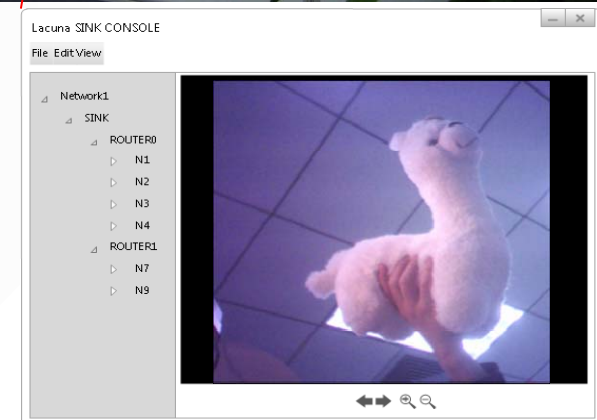 Lacuna SINK CONSOLE
File Edit View
Network1
SINK
ROUTER0
N1
N2
N3
N4
ROUTER1
N7
N9